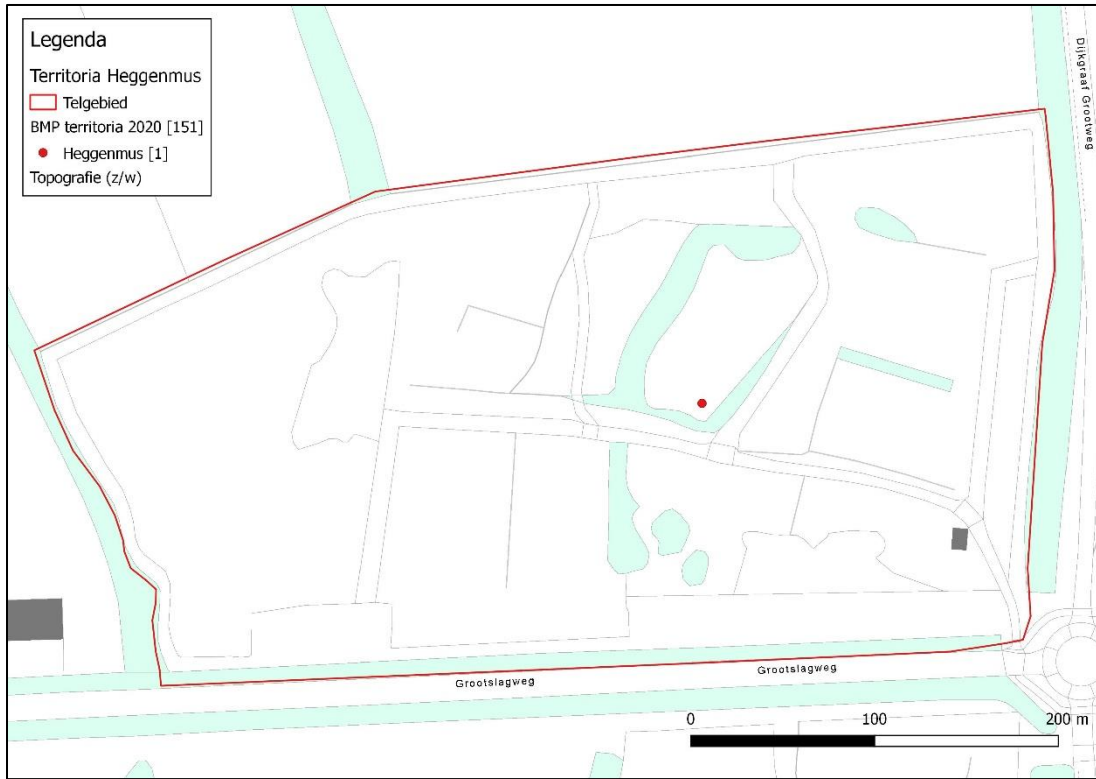 Legenda
Territoria Heggenmus
Telgebied
BMP territoria 2020 [151]
Heggenmus [1]
Topografie (z/w)
Dijkgraaf Grootweg
Grootslagweg
Grootslagweg
0 100 200 m